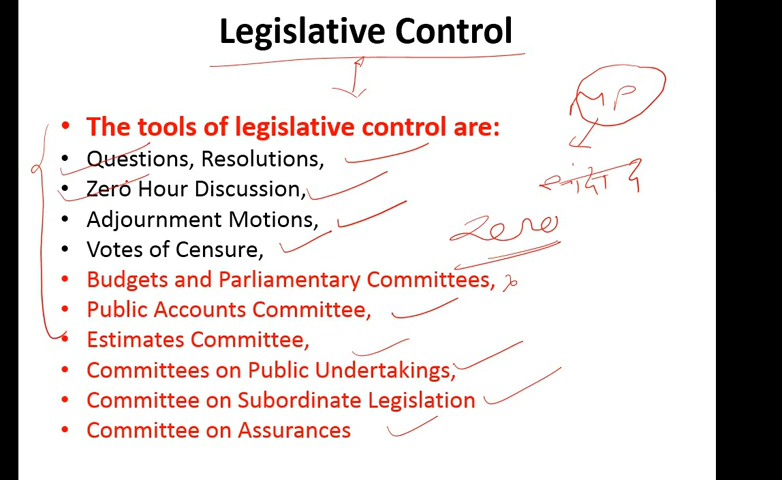 Legislative Control
• The tools of legislative control are:
• Questions, Resolutions,
• Zero Hour Discussion,
• Adjournment Motions,
• Votes of Censure,
• Budgets and Parliamentary Committees,
• Public Accounts Committee,
• Estimates Committee,
• Committees on Public Undertakings,
• Committee on Subordinate Legislation
• Committee on Assurances
MP
Zero